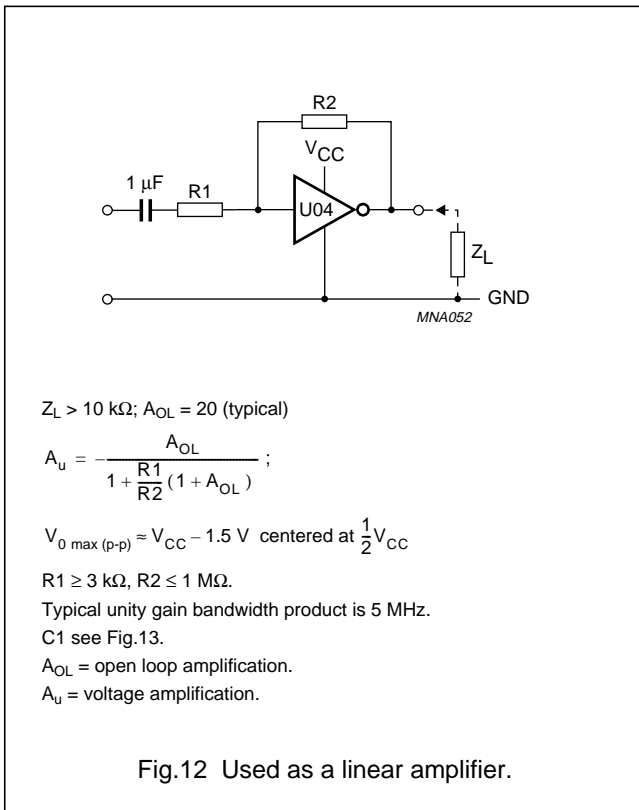 R2
V_CC
1 µF
R1
U04
Z_L
GND
MNA052
Z_L > 10 kΩ; A_OL = 20 (typical)
A_u = − A_OL / (1 + R1/R2 (1 + A_OL)) ;
V_0 max (p-p) ≈ V_CC − 1.5 V centered at 1/2 V_CC
R1 ≥ 3 kΩ, R2 ≤ 1 MΩ.
Typical unity gain bandwidth product is 5 MHz.
C1 see Fig.13.
A_OL = open loop amplification.
A_u = voltage amplification.
Fig.12 Used as a linear amplifier.